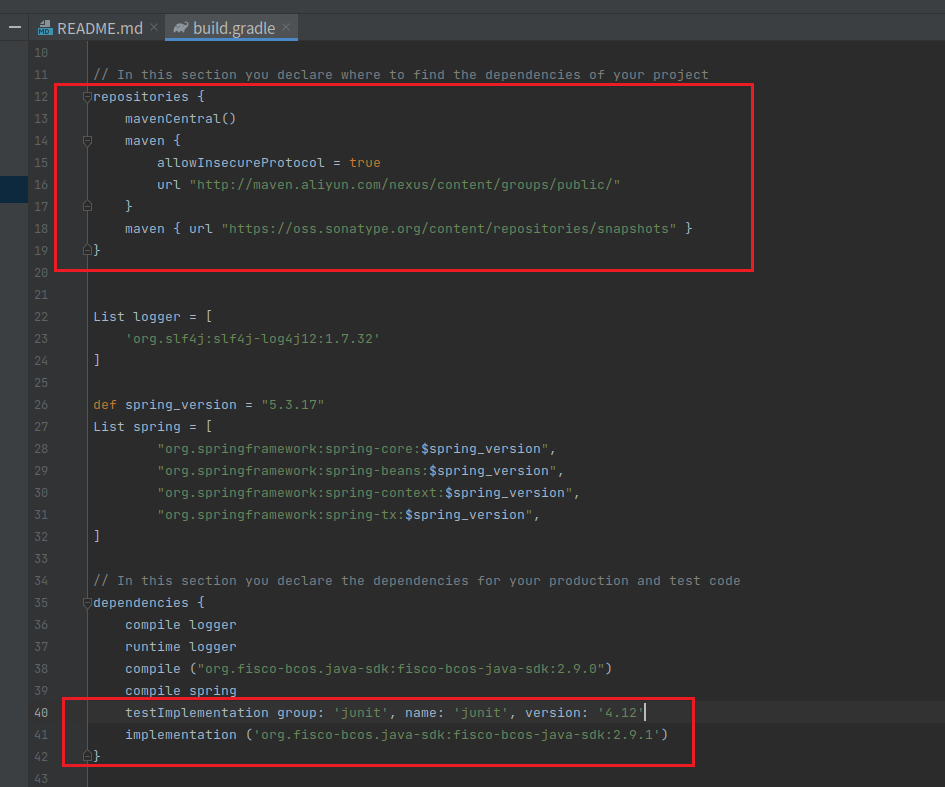 README.md
build.gradle
10
11 // In this section you declare where to find the dependencies of your project
12 repositories {
13 mavenCentral()
14 maven {
15 allowInsecureProtocol = true
16 url "http://maven.aliyun.com/nexus/content/groups/public/"
17 }
18 maven { url "https://oss.sonatype.org/content/repositories/snapshots" }
19 }
20
21
22 List logger = [
23 'org.slf4j:slf4j-log4j12:1.7.32'
24 ]
25
26 def spring_version = "5.3.17"
27 List spring = [
28 "org.springframework:spring-core:$spring_version",
29 "org.springframework:spring-beans:$spring_version",
30 "org.springframework:spring-context:$spring_version",
31 "org.springframework:spring-tx:$spring_version",
32 ]
33
34 // In this section you declare the dependencies for your production and test code
35 dependencies {
36 compile logger
37 runtime logger
38 compile ("org.fisco-bcos.java-sdk:fisco-bcos-java-sdk:2.9.0")
39 compile spring
40 testImplementation group: 'junit', name: 'junit', version: '4.12'
41 implementation ('org.fisco-bcos.java-sdk:fisco-bcos-java-sdk:2.9.1')
42 }
43